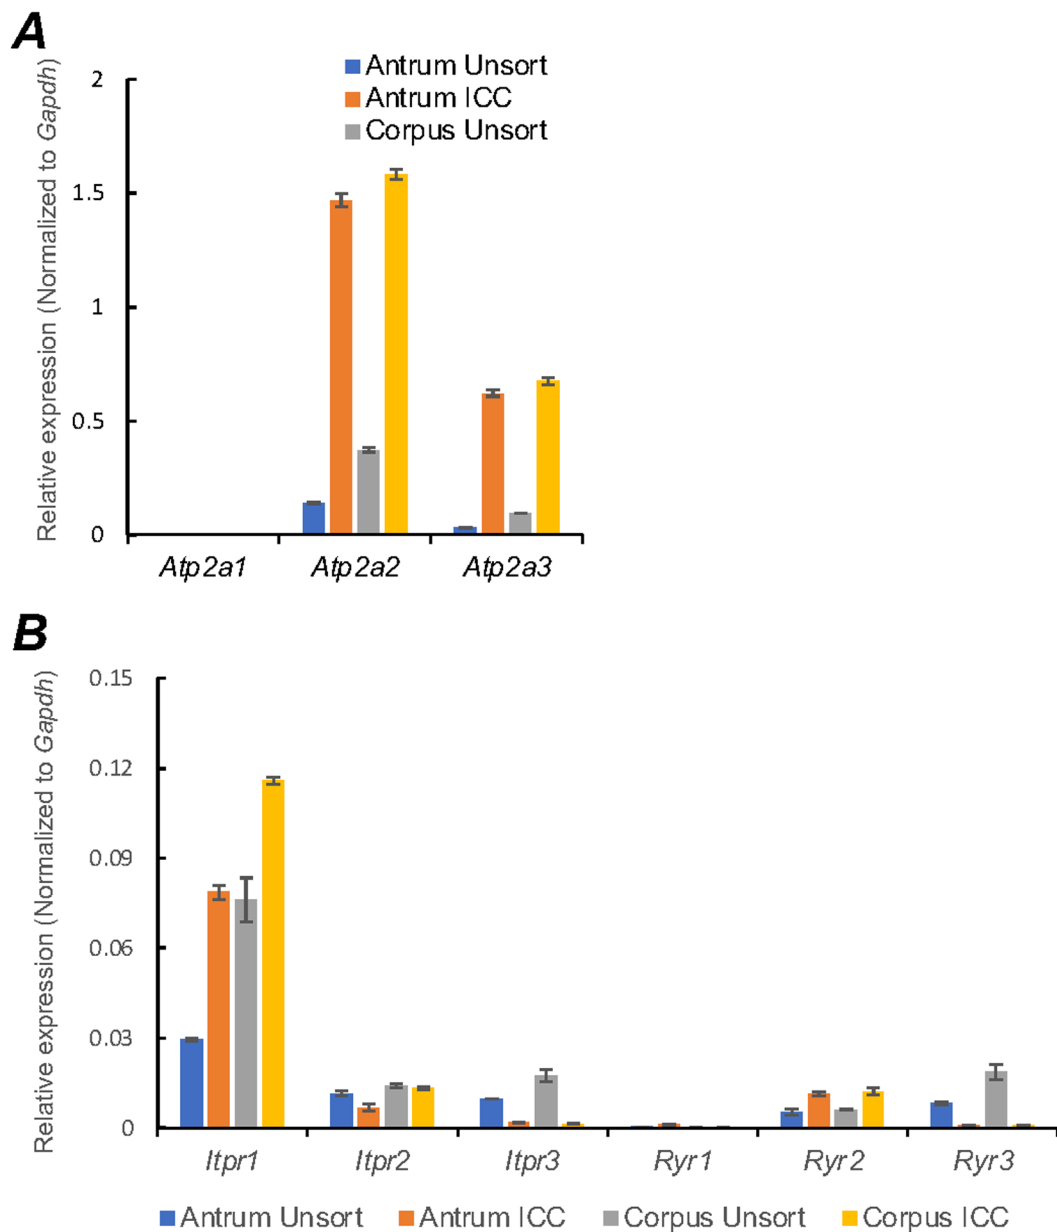 A
Relative expression (Normalized to Gapdh)
Antrum Unsort
Antrum ICC
Corpus Unsort
2
1.5
1
0.5
0
Atp2a1 Atp2a2 Atp2a3
B
Relative expression (Normalized to Gapdh)
0.15
0.12
0.09
0.06
0.03
0
Itpr1 Itpr2 Itpr3 Ryr1 Ryr2 Ryr3
Antrum Unsort Antrum ICC Corpus Unsort Corpus ICC